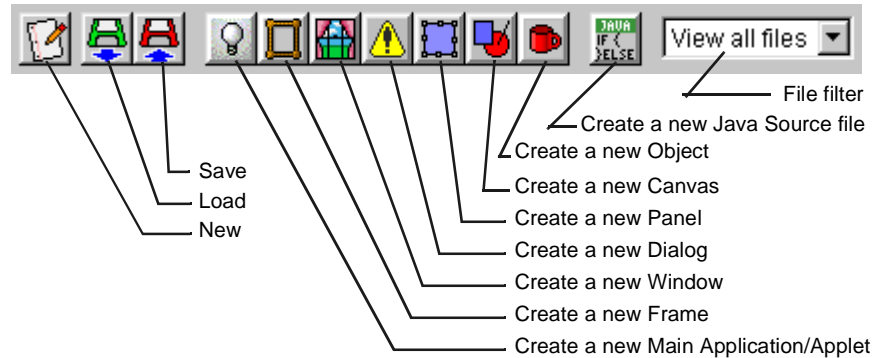 JAVA
IF {
}ELSE
View all files
File filter
Create a new Java Source file
Create a new Object
Save
Create a new Canvas
Load
Create a new Panel
New
Create a new Dialog
Create a new Window
Create a new Frame
Create a new Main Application/Applet